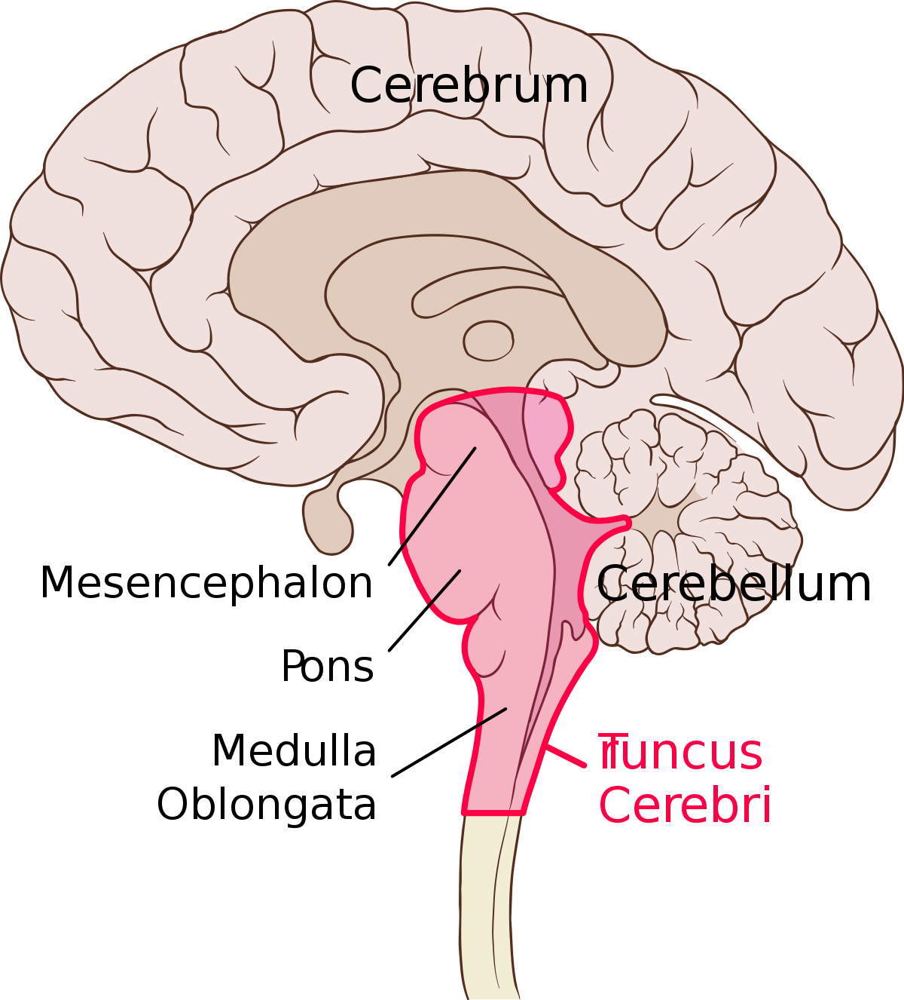 Cerebrum
Mesencephalon
Cerebellum
Pons
Medulla
Oblongata
Truncus
Cerebri